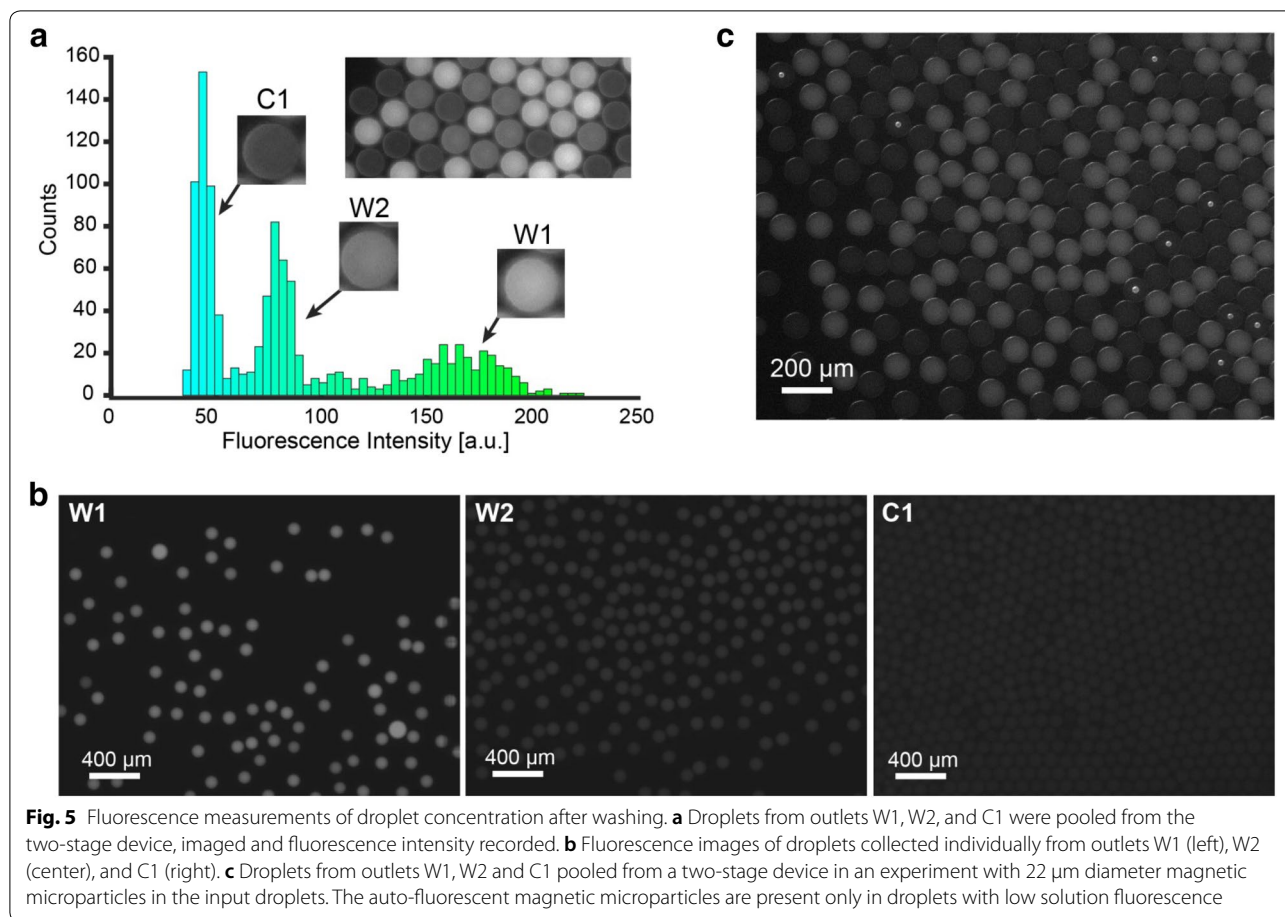 a
160
140
120
100
80
60
40
20
0
Counts
C1
W2
W1
0 50 100 150 200 250
Fluorescence Intensity [a.u.]
c
200 µm
b
W1
400 µm
W2
400 µm
C1
400 µm
Fig. 5 Fluorescence measurements of droplet concentration after washing. a Droplets from outlets W1, W2, and C1 were pooled from the
two-stage device, imaged and fluorescence intensity recorded. b Fluorescence images of droplets collected individually from outlets W1 (left), W2
(center), and C1 (right). c Droplets from outlets W1, W2 and C1 pooled from a two-stage device in an experiment with 22 µm diameter magnetic
microparticles in the input droplets. The auto-fluorescent magnetic microparticles are present only in droplets with low solution fluorescence